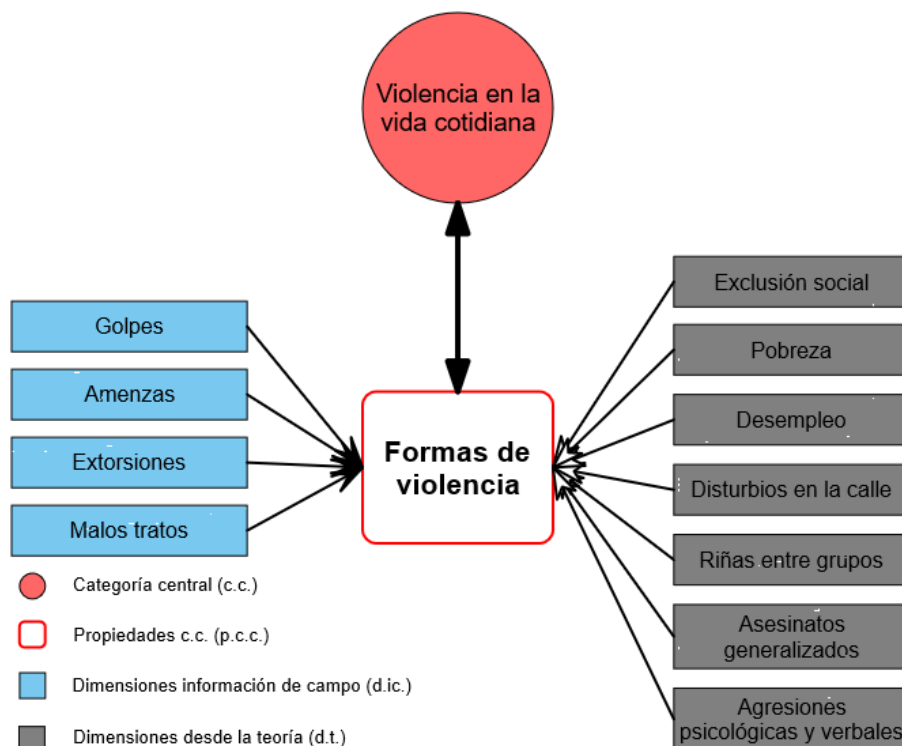 Violencia en la
vida cotidiana
Golpes
Amenzas
Extorsiones
Malos tratos
Formas de
violencia
Exclusión social
Pobreza
Desempleo
Disturbios en la calle
Riñas entre grupos
Asesinatos
generalizados
Agresiones
psicológicas y verbales
Categoría central (c.c.)
Propiedades c.c. (p.c.c.)
Dimensiones información de campo (d.ic.)
Dimensiones desde la teoría (d.t.)